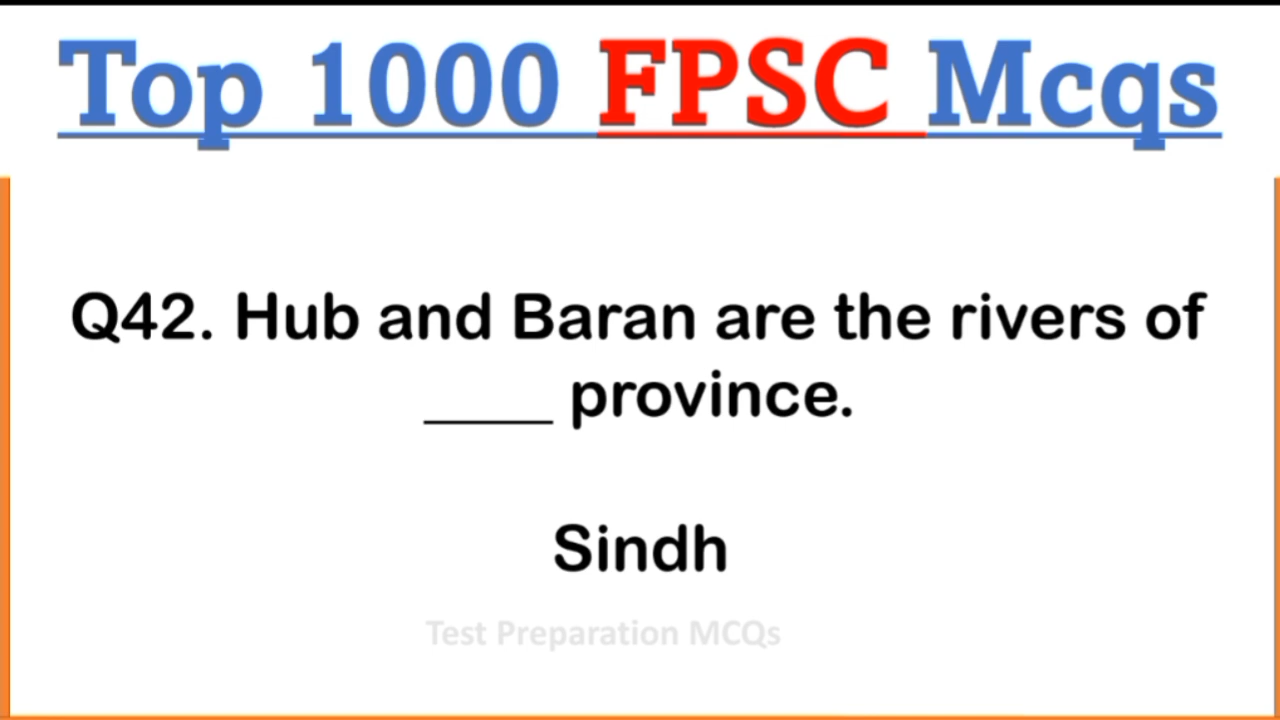 Top 1000 FPSC Mcqs
Q42. Hub and Baran are the rivers of
____ province.
Sindh
Test Preparation MCQs